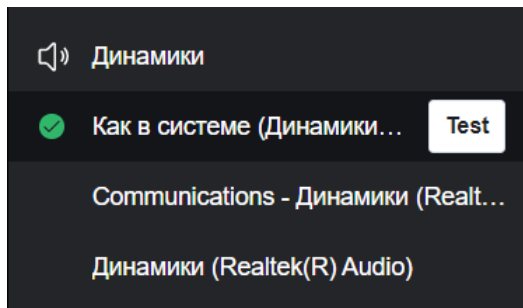 Динамики
Как в системе (Динамики… Test
Communications - Динамики (Realt…
Динамики (Realtek(R) Audio)